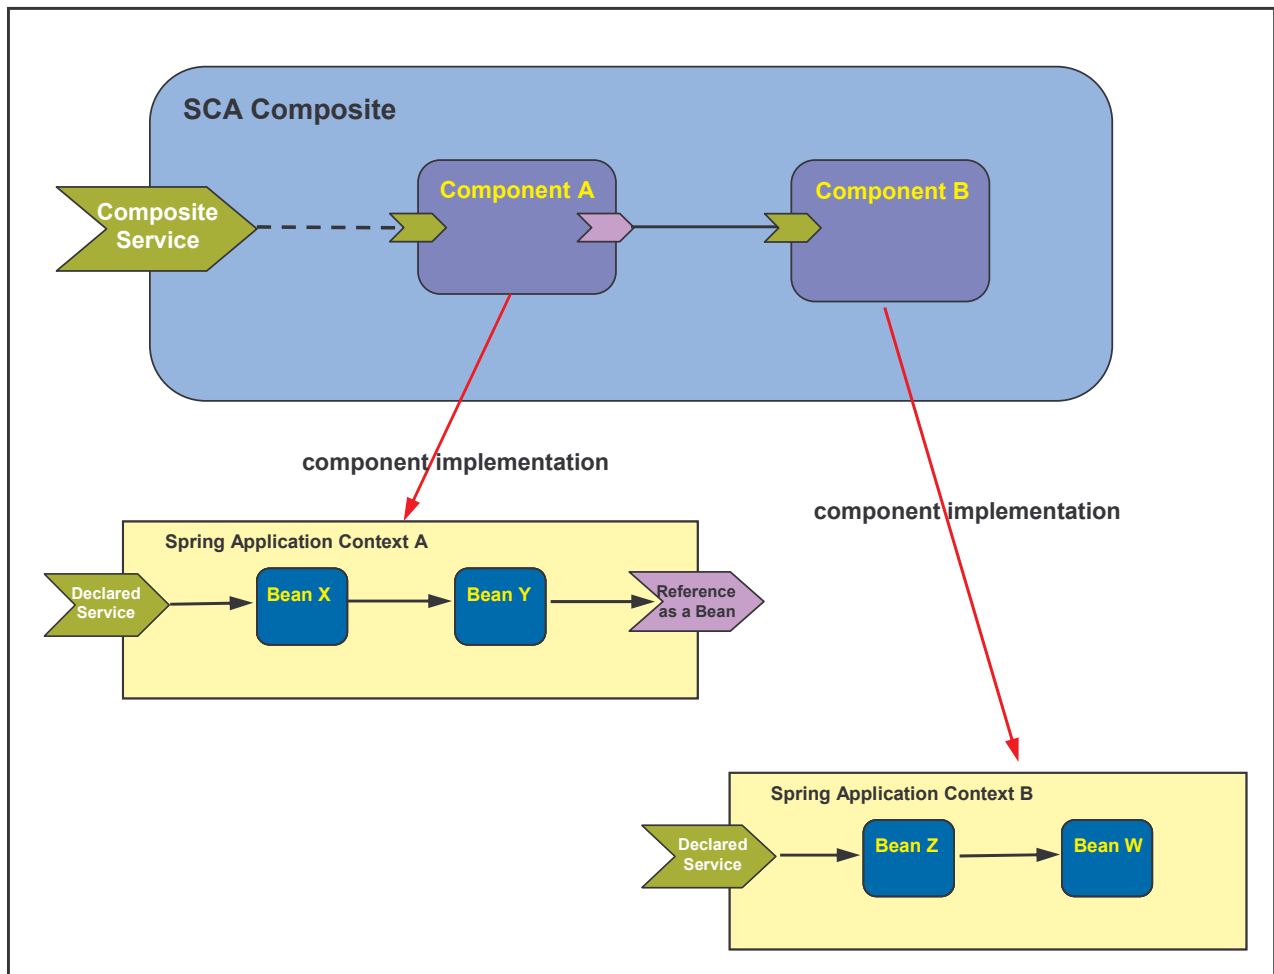 SCA Composite
Component A
Component B
Composite
Service
component implementation
component implementation
Spring Application Context A
Declared
Service
Bean X
Bean Y
Reference
as a Bean
Spring Application Context B
Declared
Service
Bean Z
Bean W